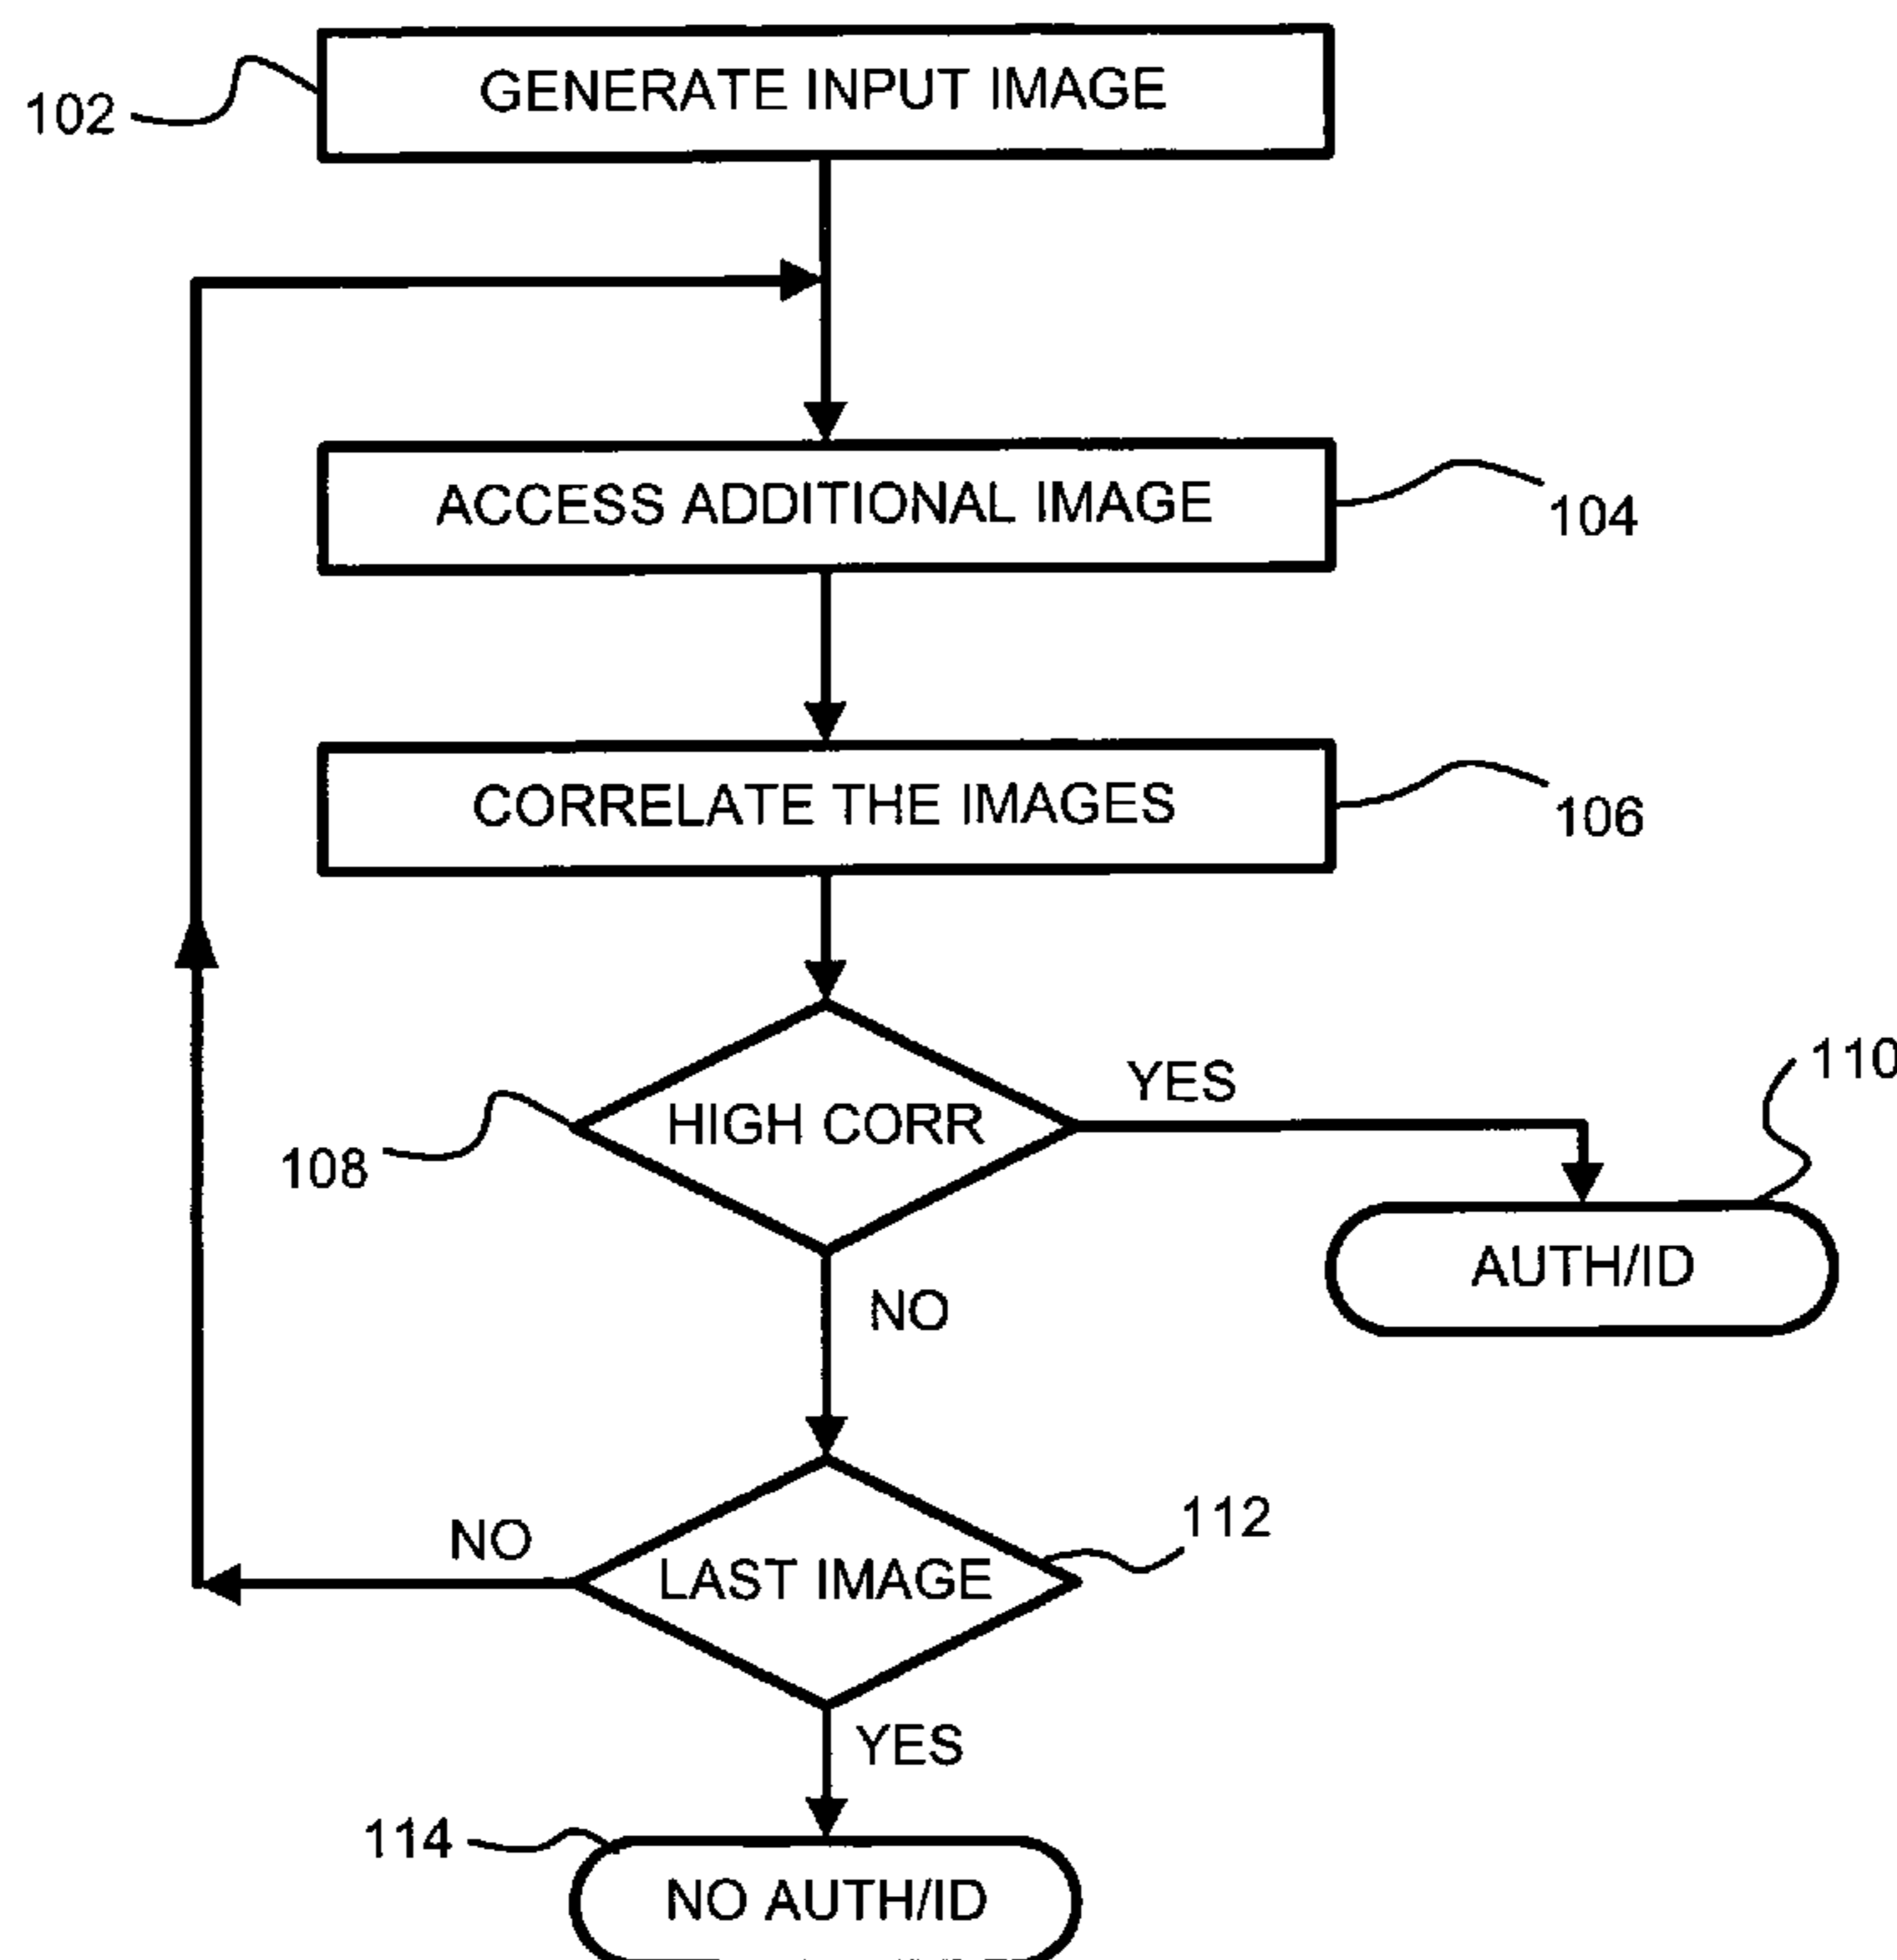 102
GENERATE INPUT IMAGE
ACCESS ADDITIONAL IMAGE
104
CORRELATE THE IMAGES
106
110
YES
HIGH CORR
108
AUTH/ID
NO
112
NO
LAST IMAGE
YES
114
NO AUTH/ID